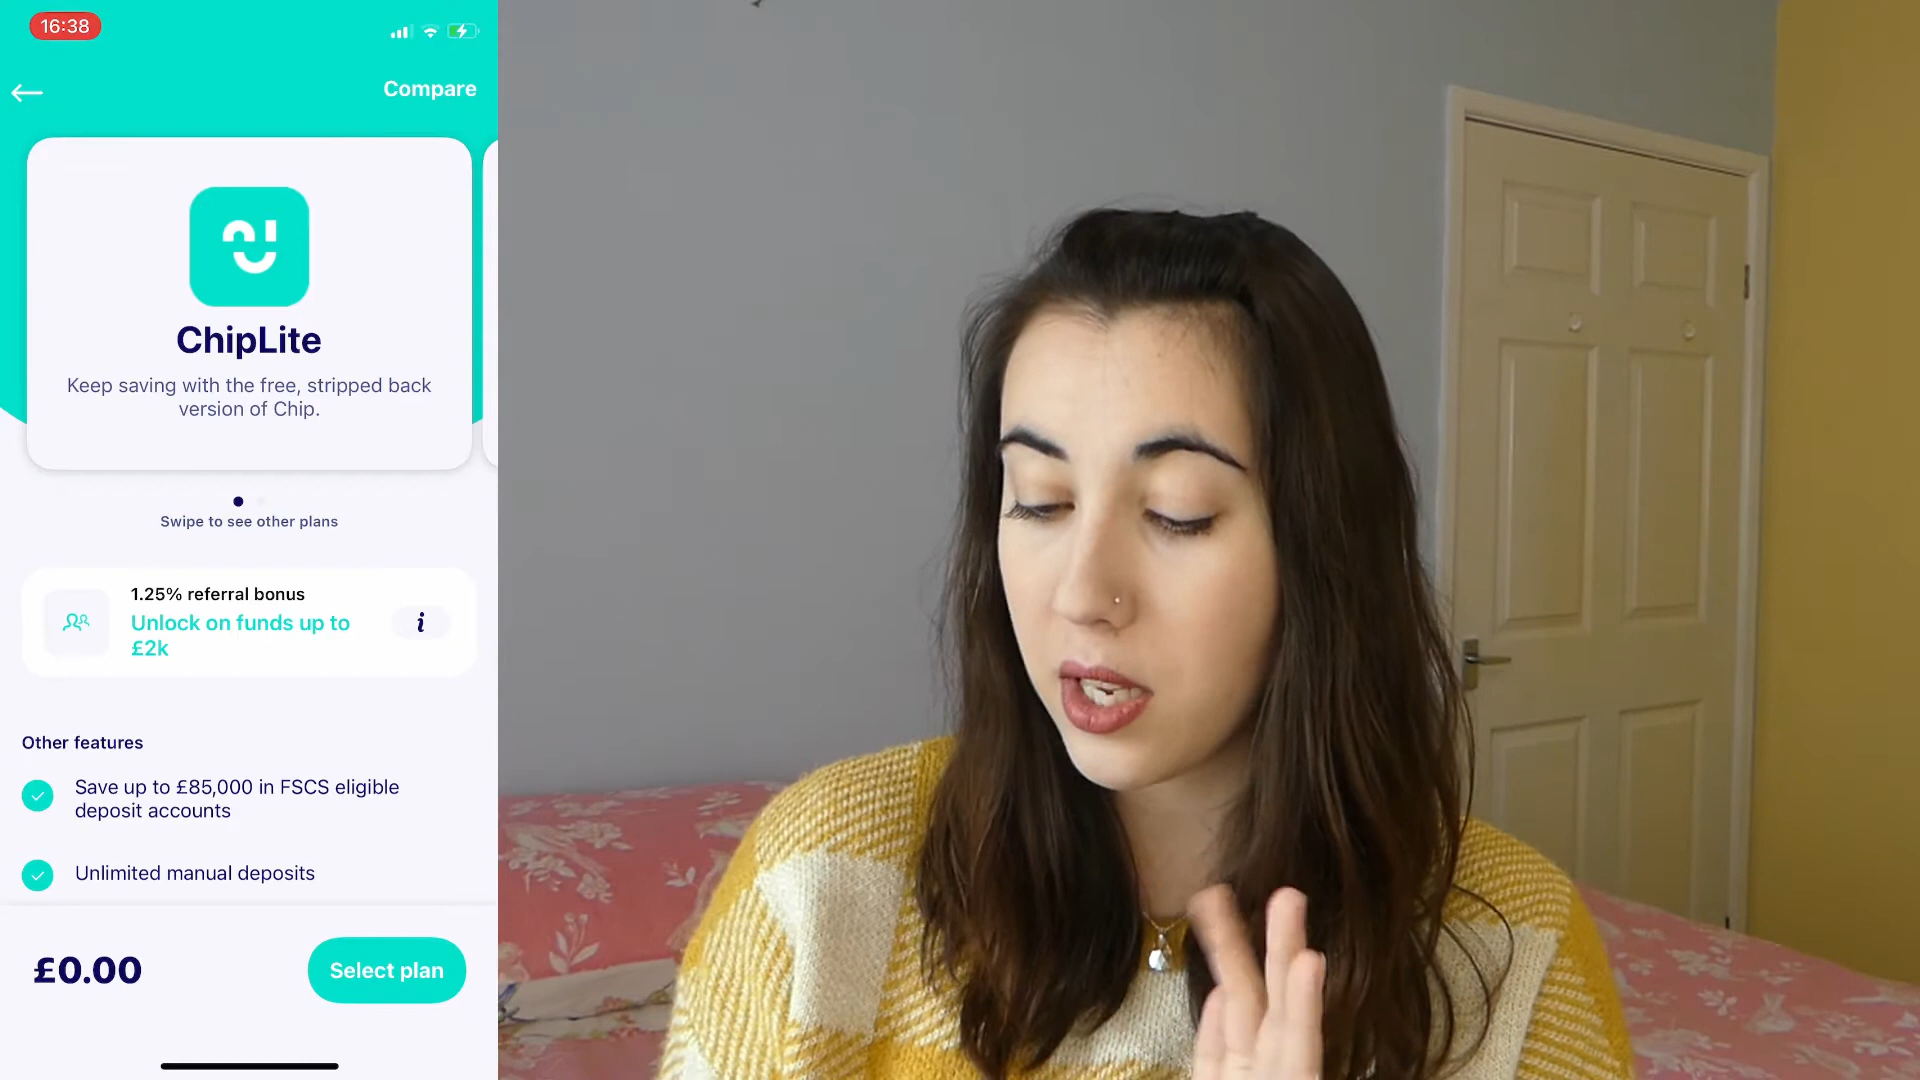 16:38
Compare
ChipLite
Keep saving with the free, stripped back
version of Chip.
Swipe to see other plans
1.25% referral bonus
Unlock on funds up to
£2k
i
Other features
Save up to £85,000 in FSCS eligible
deposit accounts
Unlimited manual deposits
£0.00
Select plan